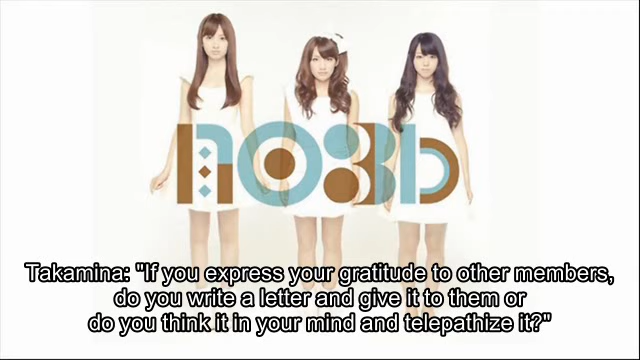 no3b
Takamina: "If you express your gratitude to other members,
do you write a letter and give it to them or
do you think it in your mind and telepathize it?"